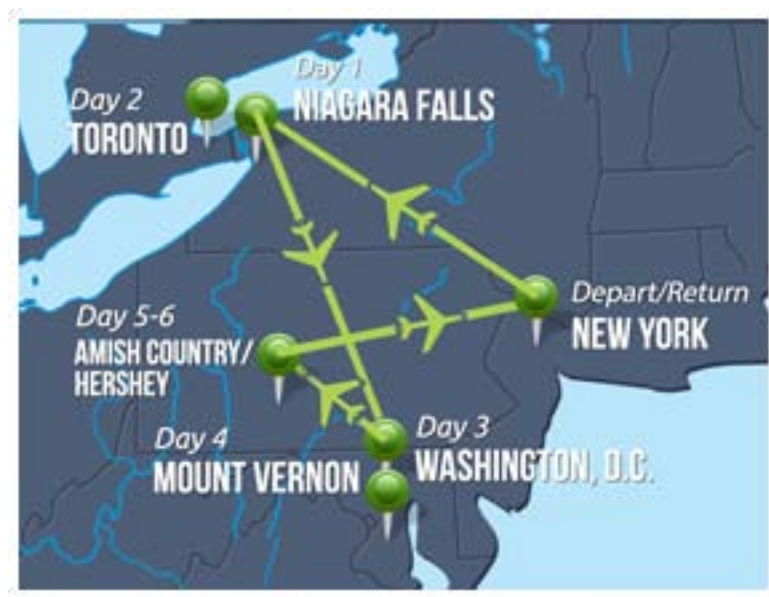 Day 1
NIAGARA FALLS
Day 2
TORONTO
Depart/Return
NEW YORK
Day 5-6
AMISH COUNTRY/
HERSHEY
Day 3
WASHINGTON, D.C.
Day 4
MOUNT VERNON